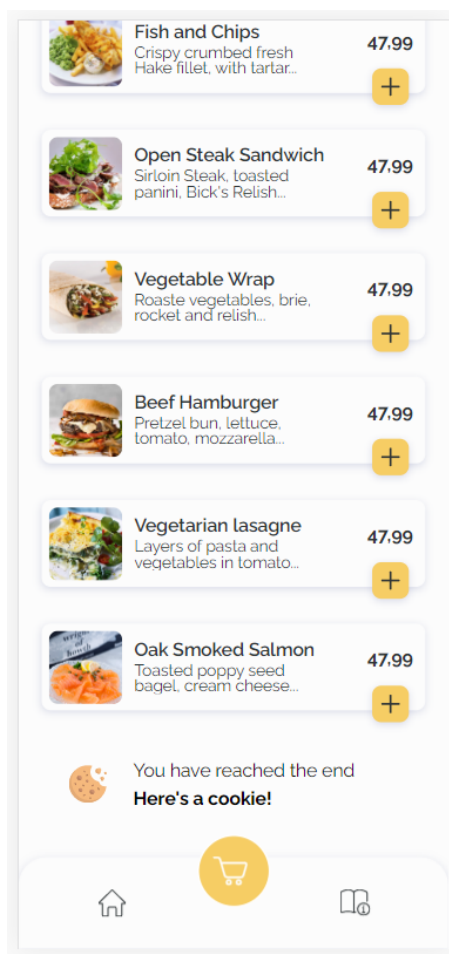 Fish and Chips
Crispy crumbed fresh
Hake fillet, with tartar...
47.99
Open Steak Sandwich
Sirloin Steak, toasted
panini, Bick's Relish...
47.99
Vegetable Wrap
Roaste vegetables, brie,
rocket and relish...
47.99
Beef Hamburger
Pretzel bun, lettuce,
tomato, mozzarella...
47.99
Vegetarian lasagne
Layers of pasta and
vegetables in tomato...
47.99
Oak Smoked Salmon
Toasted poppy seed
bagel, cream cheese...
47.99
You have reached the end
Here's a cookie!